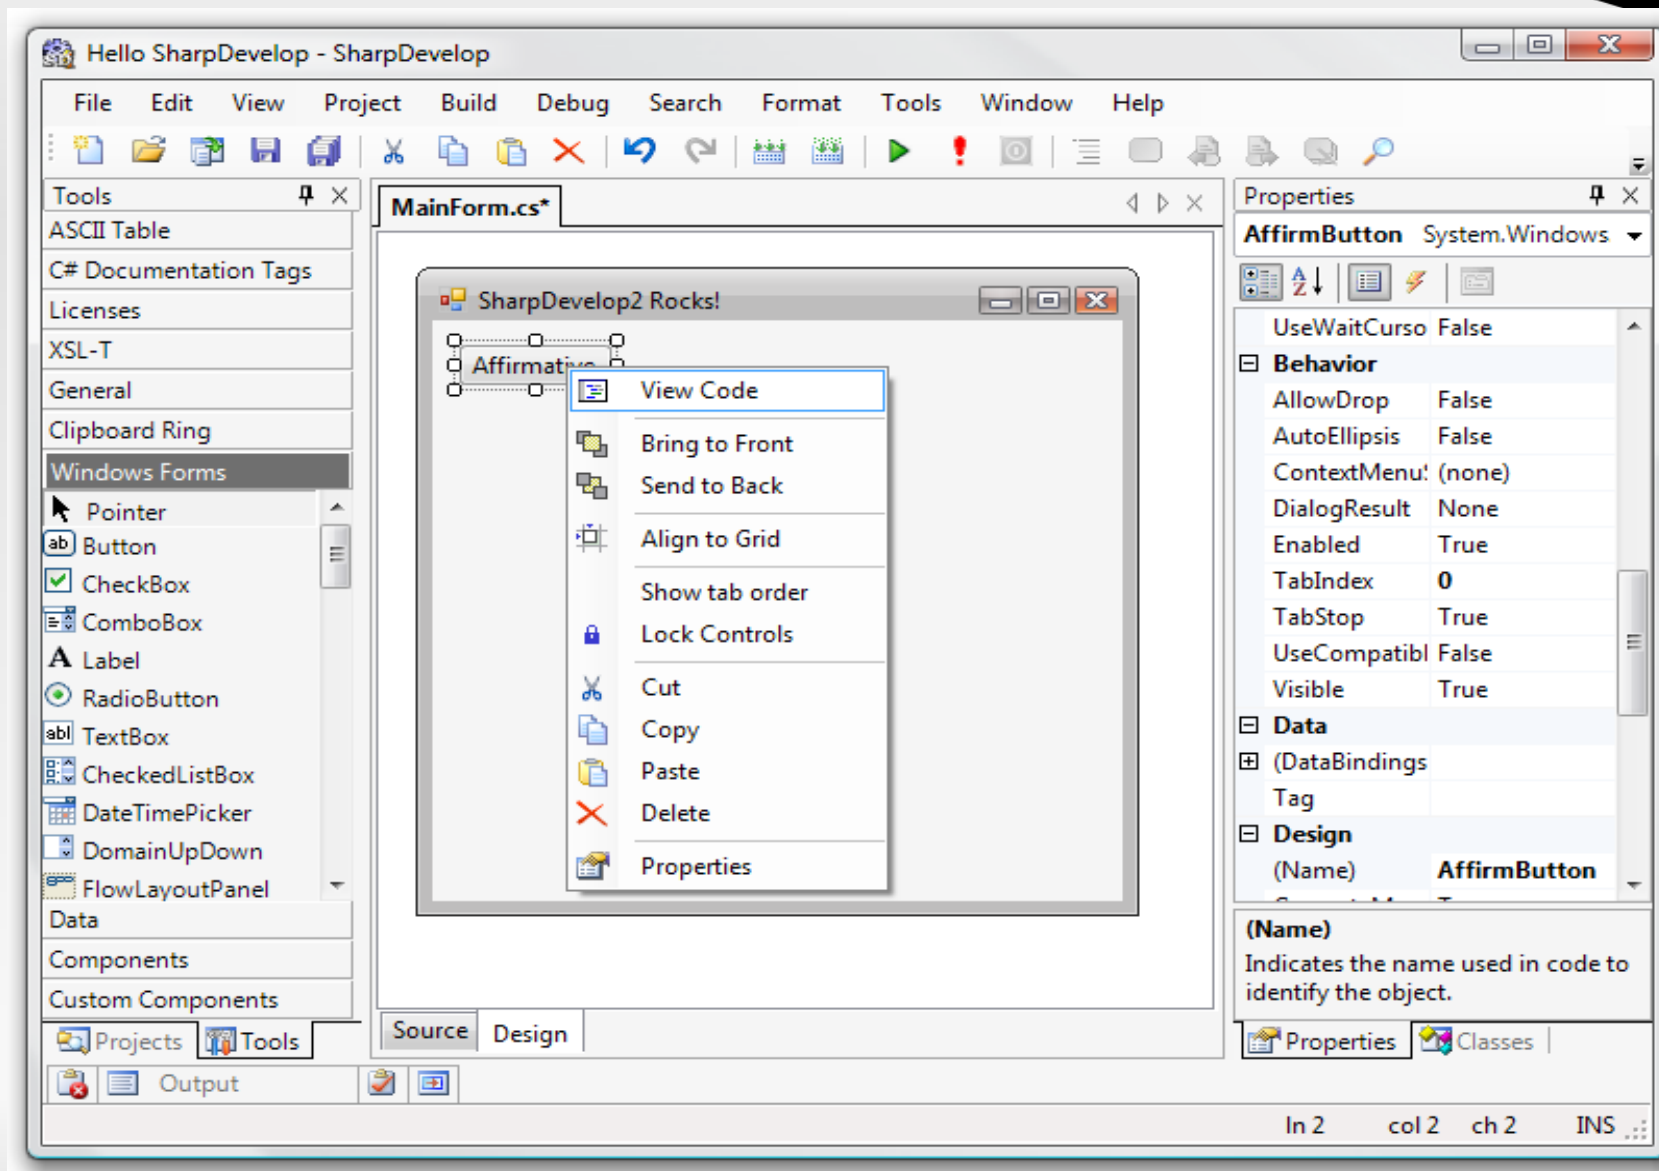 Hello SharpDevelop - SharpDevelop
File Edit View Project Build Debug Search Format Tools Window Help
Tools
ASCII Table
C# Documentation Tags
Licenses
XSL-T
General
Clipboard Ring
Windows Forms
Pointer
Button
CheckBox
ComboBox
Label
RadioButton
TextBox
CheckedListBox
DateTimePicker
DomainUpDown
FlowLayoutPanel
Data
Components
Custom Components
Projects Tools
MainForm.cs*
SharpDevelop2 Rocks!
Affirmative
View Code
Bring to Front
Send to Back
Align to Grid
Show tab order
Lock Controls
Cut
Copy
Paste
Delete
Properties
Source Design
Properties
AffirmButton System.Windows
UseWaitCurso False
Behavior
AllowDrop False
AutoEllipsis False
ContextMenu (none)
DialogResult None
Enabled True
TabIndex 0
TabStop True
UseCompatibl False
Visible True
Data
(DataBindings
Tag
Design
(Name) AffirmButton
(Name)
Indicates the name used in code to
identify the object.
Properties Classes
Output
ln 2 col 2 ch 2 INS